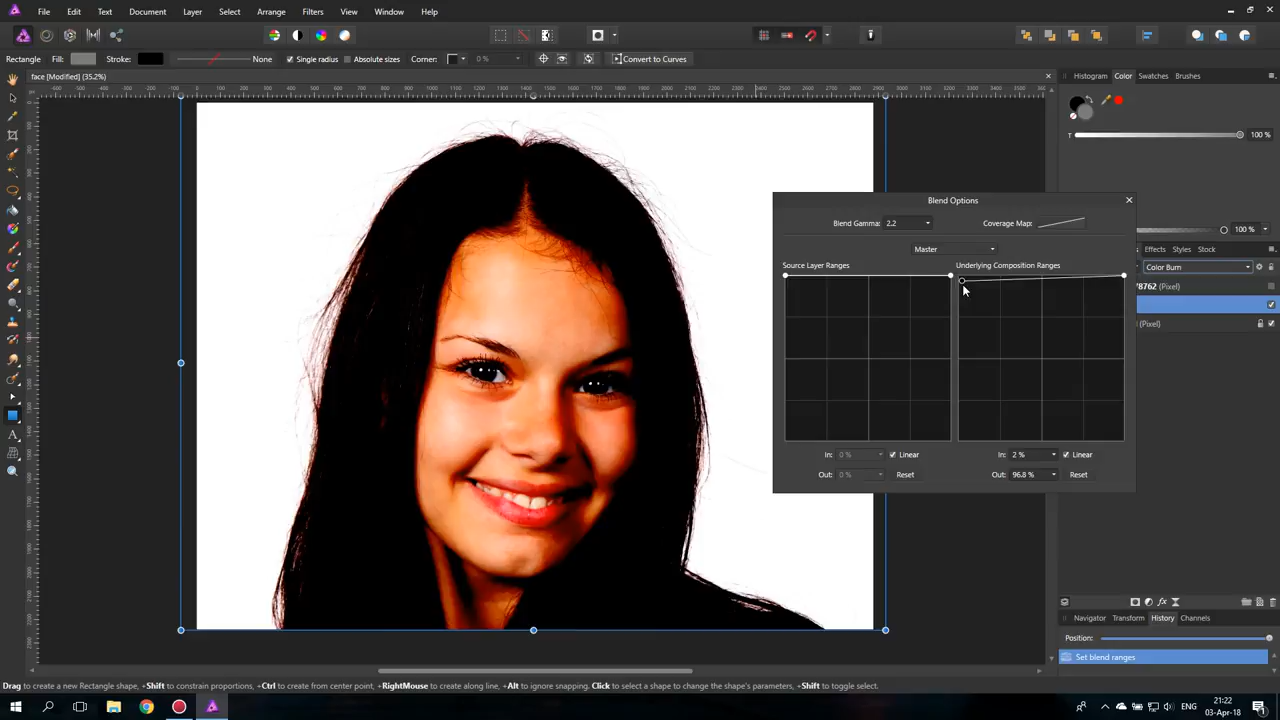 File Edit Text Document Layer Select Arrange Filters View Window Help
Rectangle Fill: Stroke: None Single radius Absolute sizes Corner: 0 % Convert to Curves
face [Modified] (35.2%)
Histogram Color Swatches Brushes
T 100 %
Blend Options
Blend Gamma: 2.2 Coverage Map:
100 %
Master
Effects Styles Stock
Source Layer Ranges Underlying Composition Ranges
Color Burn
78762 (Pixel)
(Pixel)
In: 0 % Linear In: 2 % Linear
Out: 0 % Reset Out: 96.8 % Reset
Navigator Transform History Channels
Position:
Set blend ranges
Drag to create a new Rectangle shape, +Shift to constrain proportions, +Ctrl to create from center point, +RightMouse to create along line, +Alt to ignore snapping. Click to select a shape to change the shape's parameters, +Shift to toggle select.
ENG
21:22
03-Apr-18